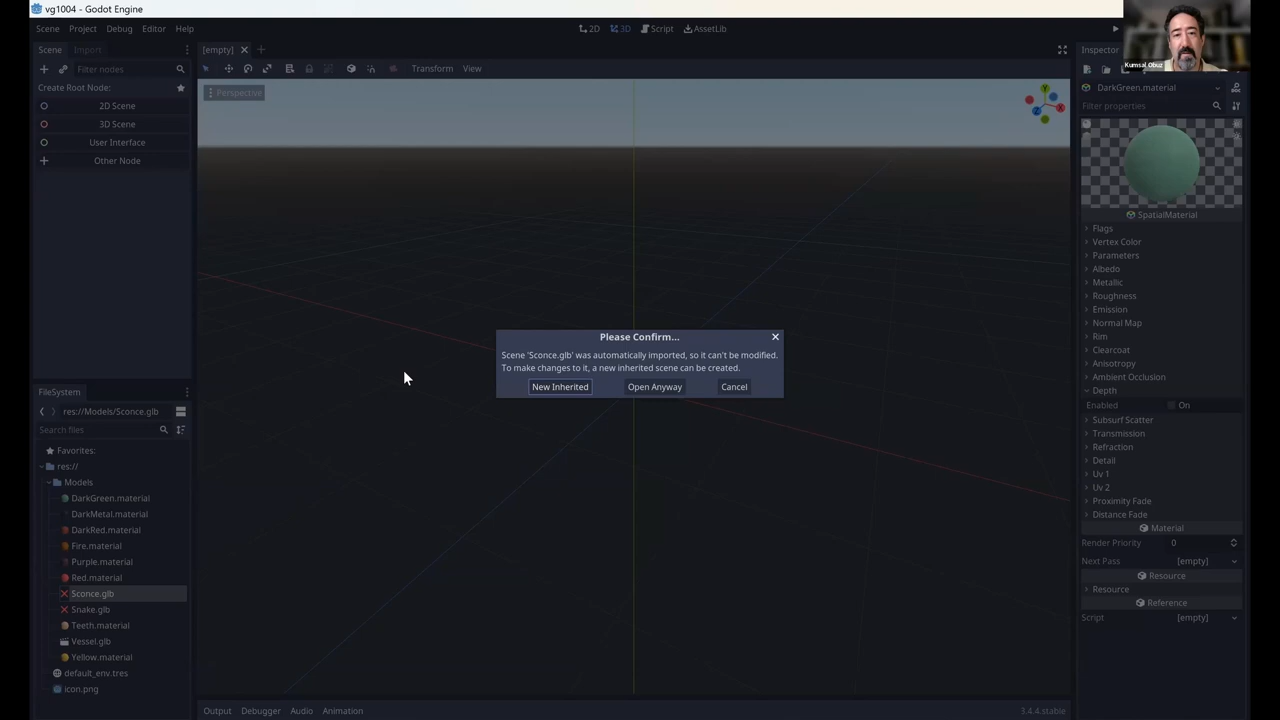 vg1004 - Godot Engine
Scene Project Debug Editor Help
2D 3D Script AssetLib
Kumsal Obuz
Scene Import
Filter nodes
Create Root Node:
2D Scene
3D Scene
User Interface
Other Node
[empty]
Transform View
Perspective
Y
X
Please Confirm...
Scene 'Sconce.glb' was automatically imported, so it can't be modified.
To make changes to it, a new inherited scene can be created.
New Inherited Open Anyway Cancel
FileSystem
res://Models/Sconce.glb
Search files
Favorites:
res://
Models
DarkGreen.material
DarkMetal.material
DarkRed.material
Fire.material
Purple.material
Red.material
Sconce.glb
Snake.glb
Teeth.material
Vessel.glb
Yellow.material
default_env.tres
icon.png
Output Debugger Audio Animation
3.4.4.stable
Inspector
DarkGreen.material
Filter properties
SpatialMaterial
Flags
Vertex Color
Parameters
Albedo
Metallic
Roughness
Emission
Normal Map
Rim
Clearcoat
Anisotropy
Ambient Occlusion
Depth
Enabled On
Subsurf Scatter
Transmission
Refraction
Detail
Uv 1
Uv 2
Proximity Fade
Distance Fade
Material
Render Priority 0
Next Pass [empty]
Resource
Resource
Reference
Script [empty]